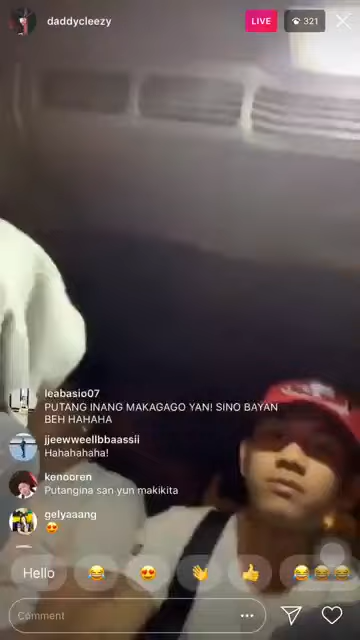 daddycleezy
LIVE
321
leabasio07
PUTANG INANG MAKAGAGO YAN! SINO BAYAN
BEH HAHAHA
jjeewweellbbaassii
Hahahahaha!
kenooren
Putangina san yun makikita
gelyaaang
😍
Hello
😂
😍
👋
👍
😂😂😂
Comment